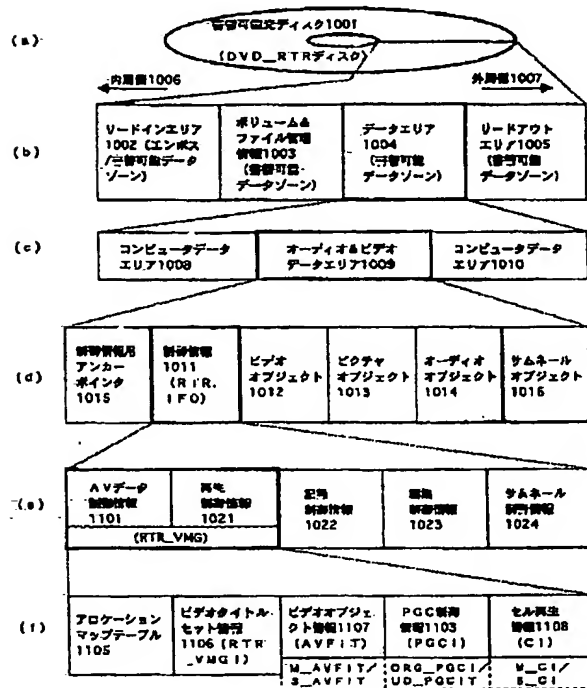 (a)
書替可能光ディスク1001
(DVD_RTRディスク)
内周側1006
外周側1007
(b)
リードインエリア
1002 (エンボス
/書替可能データ
ゾーン)
ボリューム&
ファイル管理
情報1003
(書替可能
データゾーン)
データエリア
1004
(書替可能
データゾーン)
リードアウト
エリア1005
(書替可能
データゾーン)
(c)
コンピュータデータ
エリア1008
オーディオ&ビデオ
データエリア1009
コンピュータデータ
エリア1010
(d)
制御情報用
アンカー
ポインタ
1015
制御情報
1011
(RTR.
IFO)
ビデオ
オブジェクト
1012
ピクチャ
オブジェクト
1013
オーディオ
オブジェクト
1014
サムネール
オブジェクト
1016
(e)
AVデータ
制御情報
1101
再生
制御情報
1021
(RTR_VMG)
記録
制御情報
1022
編集
制御情報
1023
サムネール
制御情報
1024
(f)
アロケーション
マップテーブル
1105
ビデオタイトル
セット情報
1106 (RTR
_VMGI)
ビデオオブジェ
クト情報1107
(AVFIT)
M_AVFIT/
S_AVFIT
PGC制御
情報1103
(PGCI)
ORG_PGCI/
UD_PGCIT
セル再生
情報1108
(CI)
M_CI/
S_CI